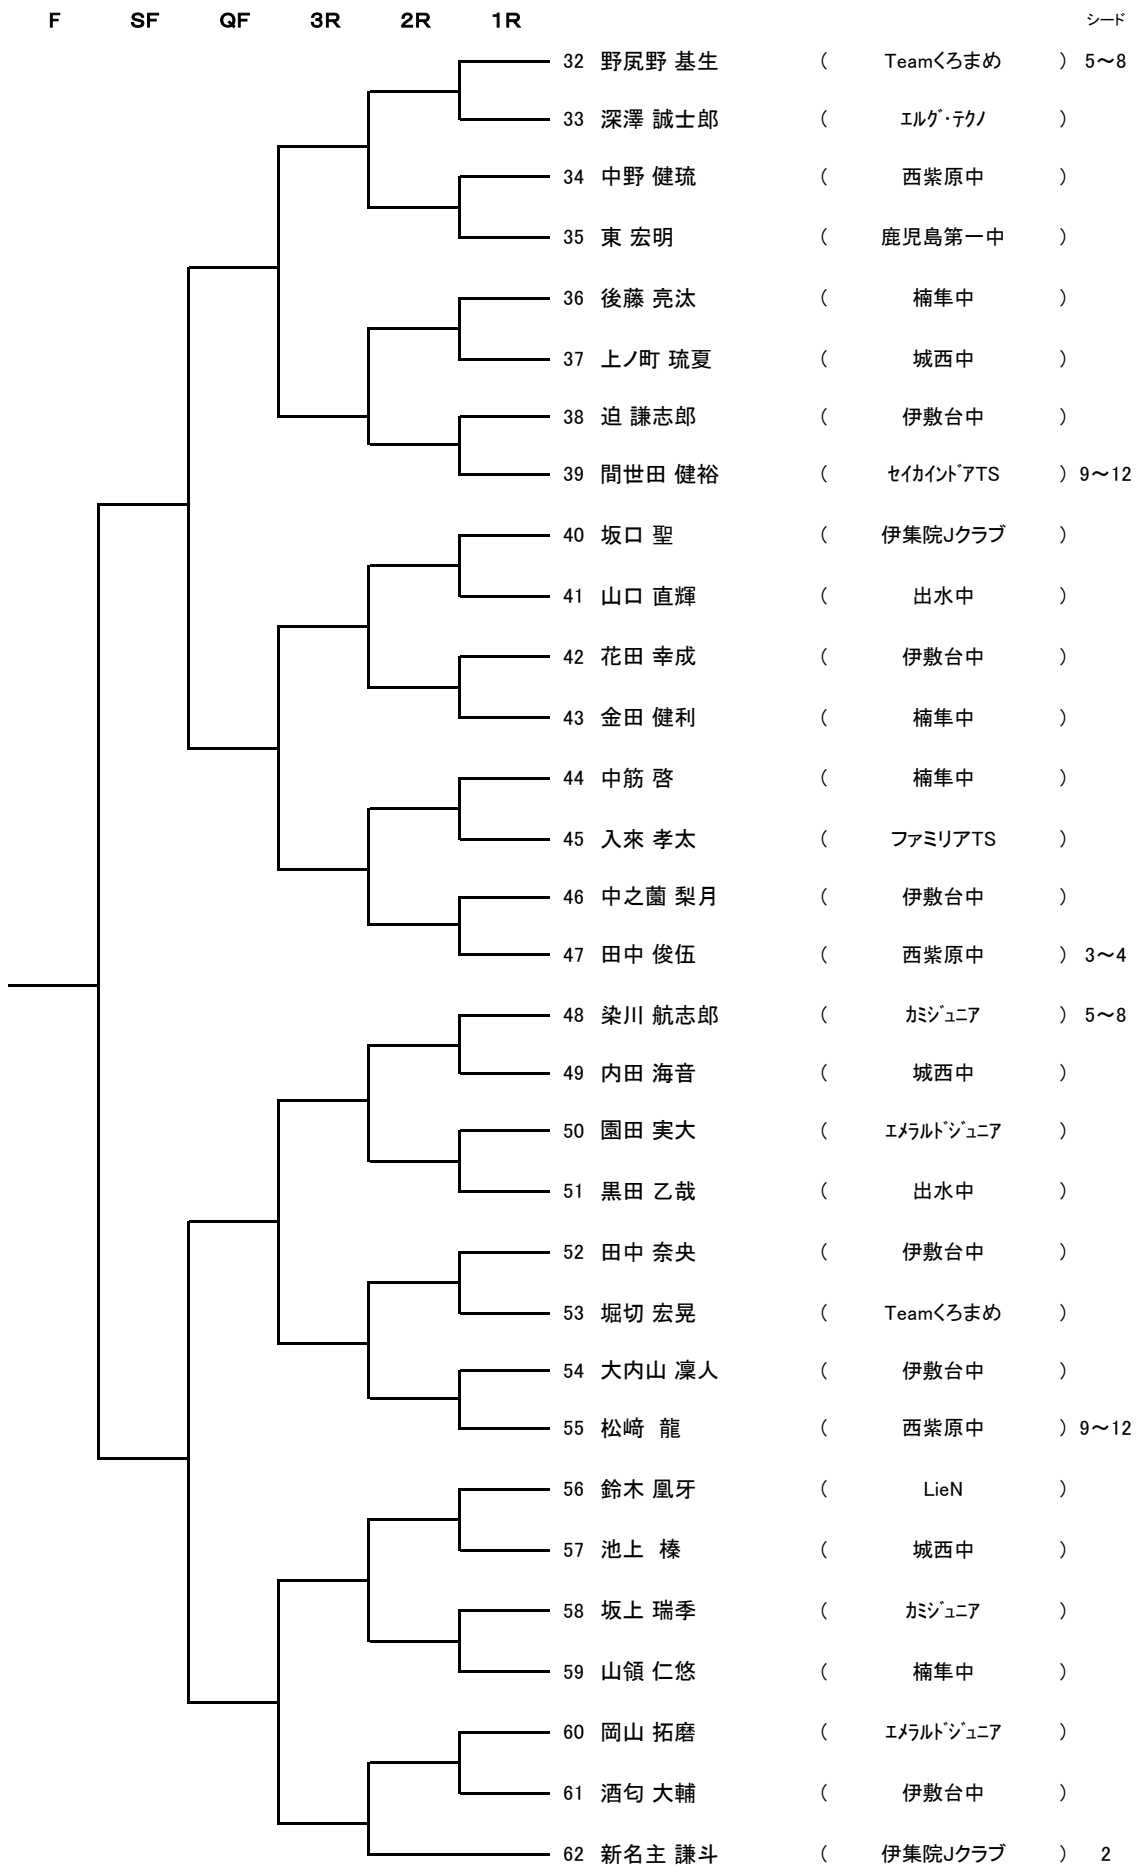 F SF QF 3R 2R 1R シード
32 野尻野 基生 ( Teamくろまめ ) 5～8
33 深澤 誠士郎 ( ｴﾙｸﾞ･ﾃｸﾉ )
34 中野 健琉 ( 西紫原中 )
35 東 宏明 ( 鹿児島第一中 )
36 後藤 亮汰 ( 楠隼中 )
37 上ノ町 琉夏 ( 城西中 )
38 迫 謙志郎 ( 伊敷台中 )
39 間世田 健裕 ( ｾｲｶｲﾝﾄﾞｱTS ) 9～12
40 坂口 聖 ( 伊集院Jクラブ )
41 山口 直輝 ( 出水中 )
42 花田 幸成 ( 伊敷台中 )
43 金田 健利 ( 楠隼中 )
44 中筋 啓 ( 楠隼中 )
45 入來 孝太 ( ファミリアTS )
46 中之薗 梨月 ( 伊敷台中 )
47 田中 俊伍 ( 西紫原中 ) 3～4
48 染川 航志郎 ( ｶﾐｼﾞｭﾆｱ ) 5～8
49 内田 海音 ( 城西中 )
50 園田 実大 ( ｴﾒﾗﾙﾄﾞｼﾞｭﾆｱ )
51 黒田 乙哉 ( 出水中 )
52 田中 奈央 ( 伊敷台中 )
53 堀切 宏晃 ( Teamくろまめ )
54 大内山 凜人 ( 伊敷台中 )
55 松﨑 龍 ( 西紫原中 ) 9～12
56 鈴木 凰牙 ( LieN )
57 池上 榛 ( 城西中 )
58 坂上 瑞季 ( ｶﾐｼﾞｭﾆｱ )
59 山領 仁悠 ( 楠隼中 )
60 岡山 拓磨 ( ｴﾒﾗﾙﾄﾞｼﾞｭﾆｱ )
61 酒匂 大輔 ( 伊敷台中 )
62 新名主 謙斗 ( 伊集院Jクラブ ) 2